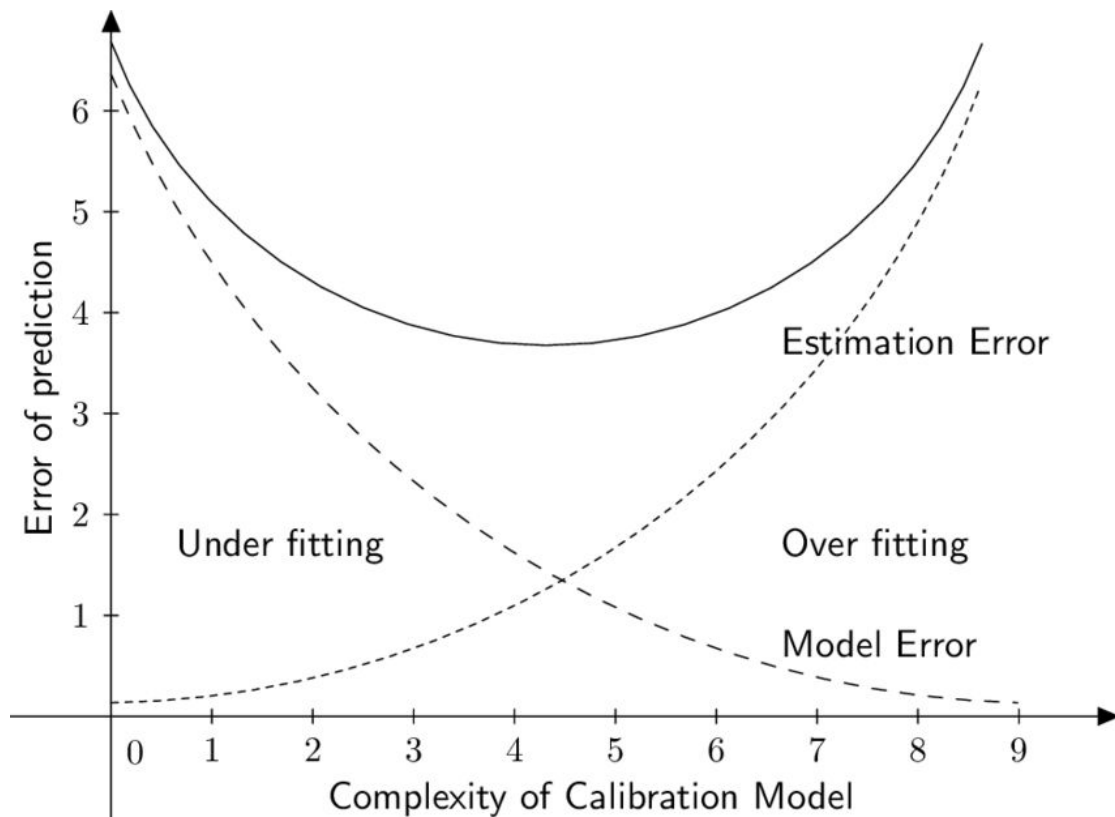 6
5
4
3
2
1
Error of prediction
Estimation Error
Under fitting
Over fitting
Model Error
0 1 2 3 4 5 6 7 8 9
Complexity of Calibration Model